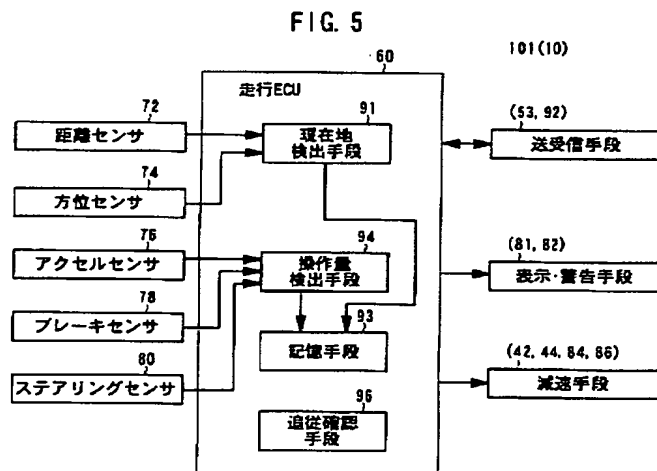 FIG. 5
101(10)
60
走行ECU
72
距離センサ
74
方位センサ
76
アクセルセンサ
78
ブレーキセンサ
80
ステアリングセンサ
91
現在地
検出手段
94
操作量
検出手段
93
記憶手段
96
追従確認
手段
(53, 92)
送受信手段
(81, 82)
表示・警告手段
(42, 44, 84, 86)
減速手段